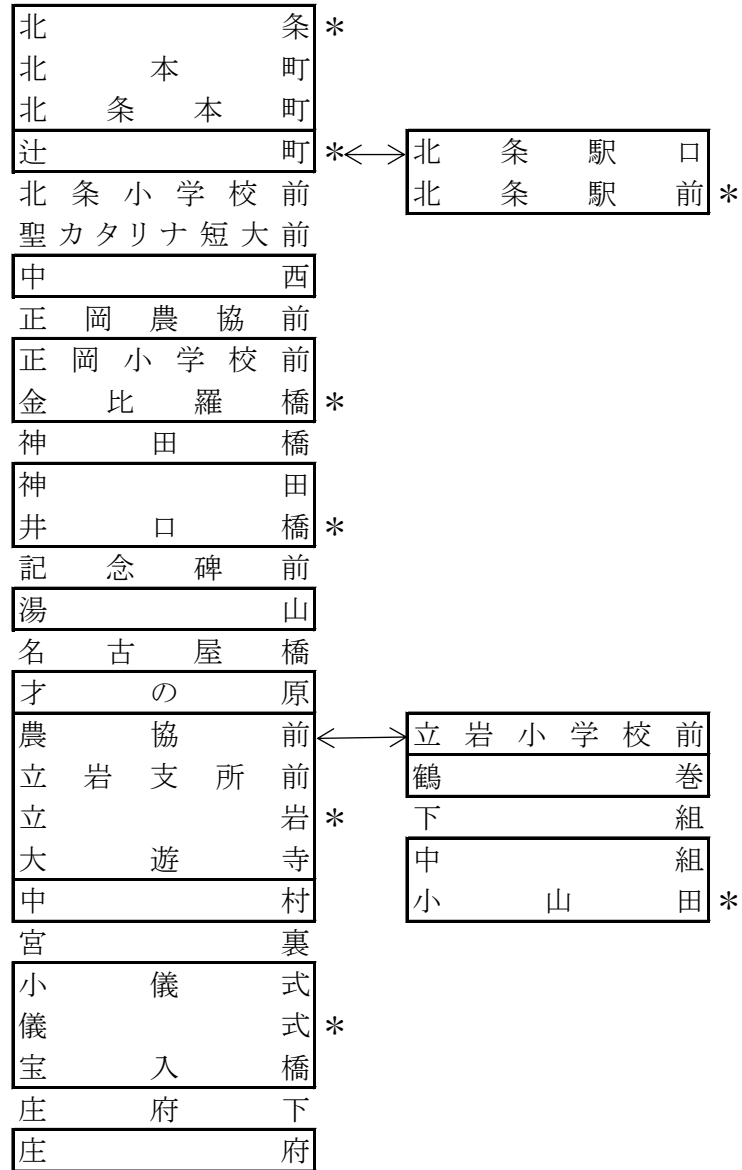 北条 *
北本町
北条本町
辻町 *↔ 北条駅口
北条小学校前 北条駅前 *
聖カタリナ短大前
中西
正岡農協前
正岡小学校前
金比羅橋 *
神田橋
神田
井口橋 *
記念碑前
湯山
名古屋橋
才の原
農協前 ↔ 立岩小学校前
立岩支所前 鶴巻
立岩 * 下組
大遊寺 中組
中村 小山田 *
宮裏
小儀式
儀式 *
宝入橋
庄府下
庄府